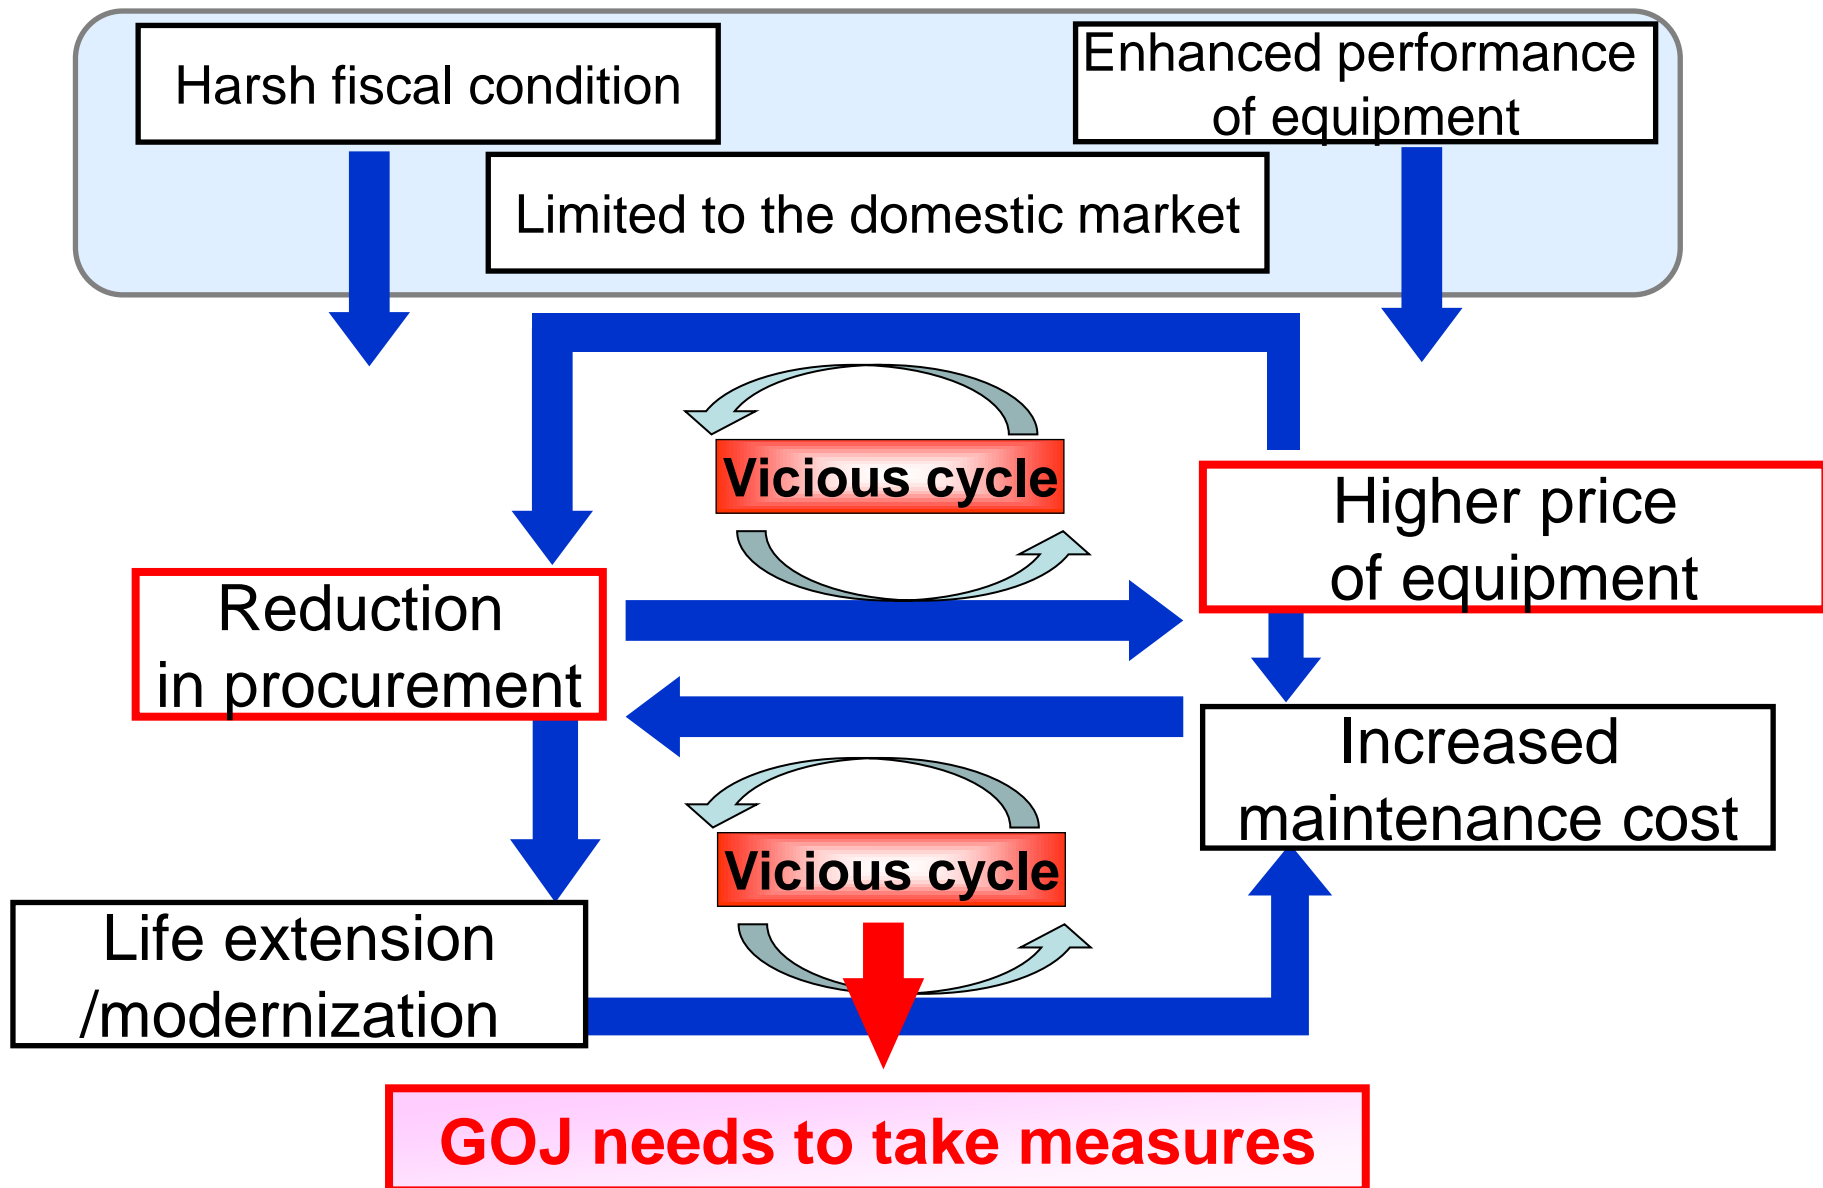 Harsh fiscal condition
Enhanced performance
of equipment
Limited to the domestic market
Vicious cycle
Higher price
of equipment
Reduction
in procurement
Increased
maintenance cost
Vicious cycle
Life extension
/modernization
GOJ needs to take measures